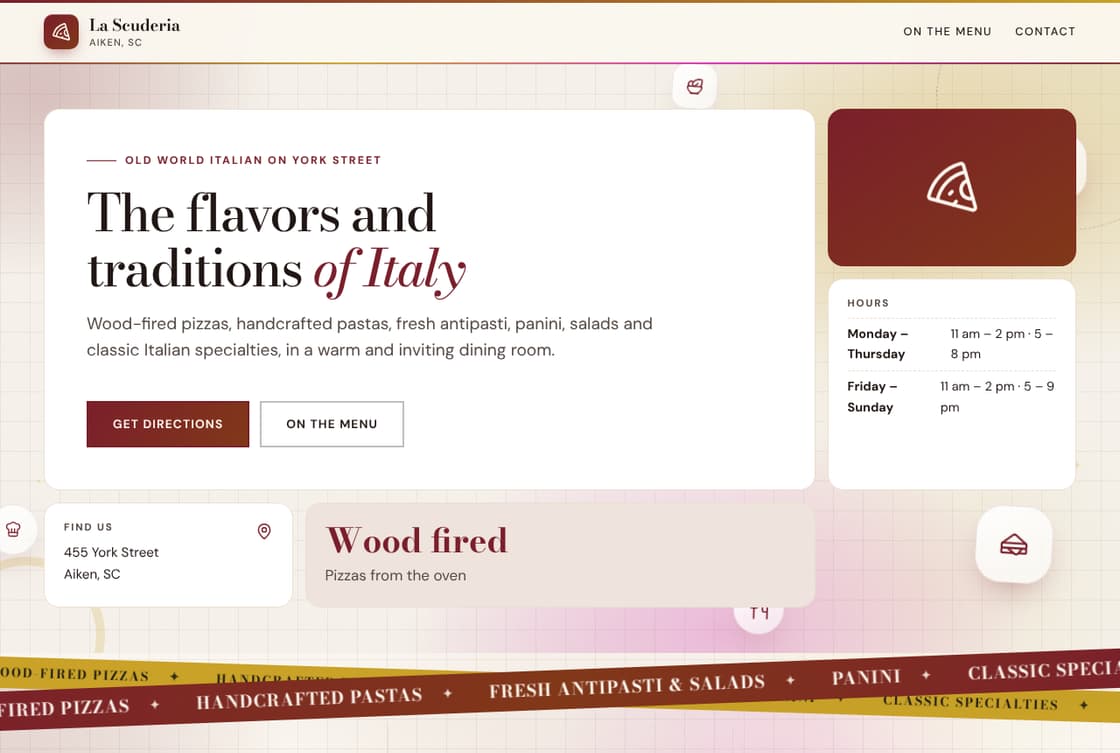 La Scuderia
AIKEN, SC
ON THE MENU
CONTACT
OLD WORLD ITALIAN ON YORK STREET
The flavors and
traditions of Italy
Wood-fired pizzas, handcrafted pastas, fresh antipasti, panini, salads and
classic Italian specialties, in a warm and inviting dining room.
GET DIRECTIONS
ON THE MENU
HOURS
Monday –
Thursday
11 am – 2 pm · 5 –
8 pm
Friday –
Sunday
11 am – 2 pm · 5 – 9
pm
FIND US
455 York Street
Aiken, SC
Wood fired
Pizzas from the oven
OOD-FIRED PIZZAS ✦ HANDCRAFTED
CLASSIC SPECIALTIES ✦
FIRED PIZZAS ✦ HANDCRAFTED PASTAS ✦ FRESH ANTIPASTI & SALADS ✦ PANINI ✦ CLASSIC SPECIA